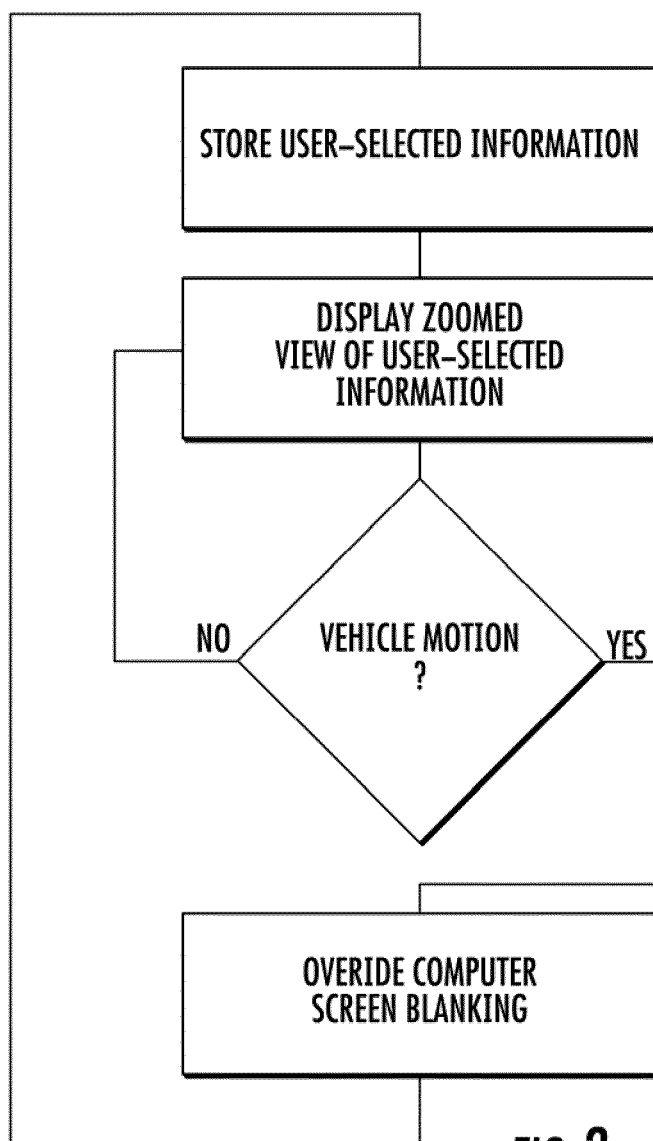 STORE USER–SELECTED INFORMATION
DISPLAY ZOOMED
VIEW OF USER–SELECTED
INFORMATION
NO
VEHICLE MOTION
?
YES
OVERIDE COMPUTER
SCREEN BLANKING